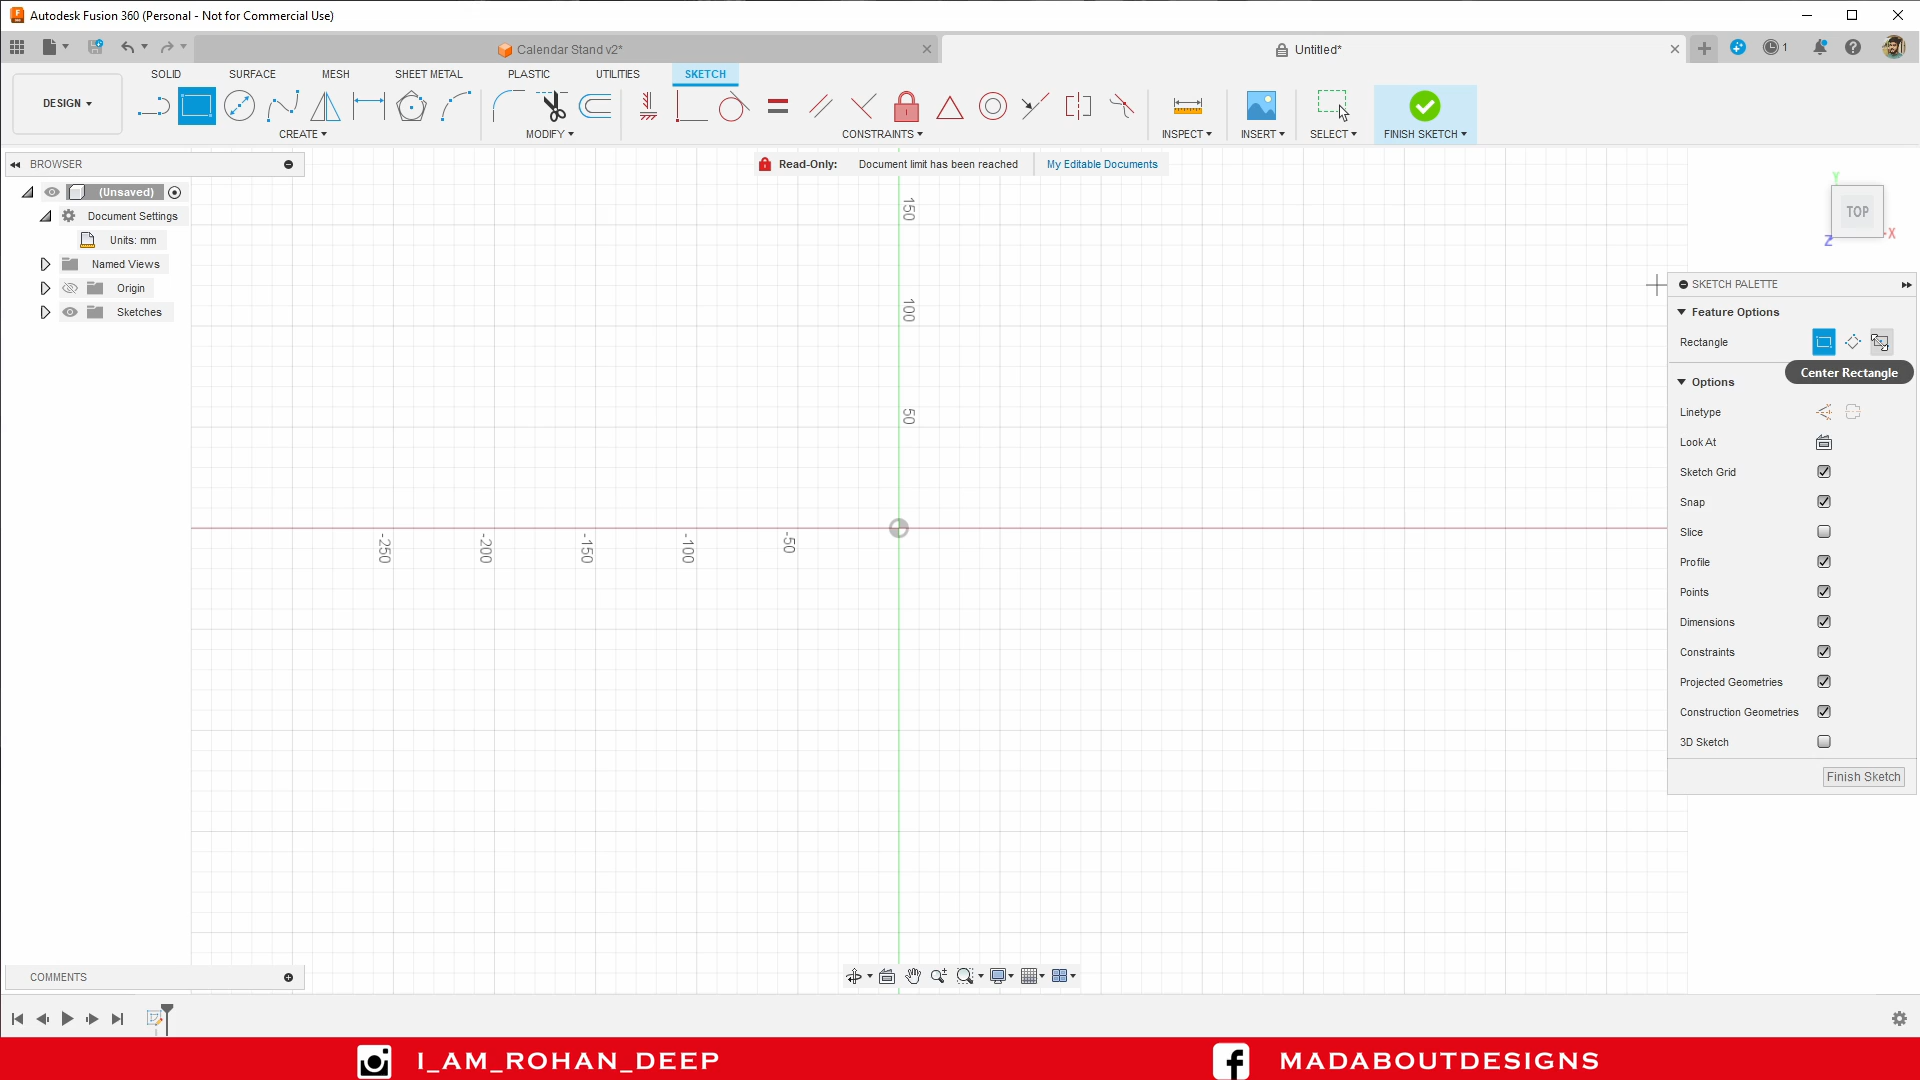 Autodesk Fusion 360 (Personal - Not for Commercial Use)
Calendar Stand v2*
Untitled*
1
DESIGN
SOLID
SURFACE
MESH
SHEET METAL
PLASTIC
UTILITIES
SKETCH
CREATE
MODIFY
CONSTRAINTS
INSPECT
INSERT
SELECT
FINISH SKETCH
BROWSER
Read-Only: Document limit has been reached My Editable Documents
(Unsaved)
Document Settings
Units: mm
Named Views
Origin
Sketches
150
100
50
-250
-200
-150
-100
-50
Y
TOP
X
Z
SKETCH PALETTE
Feature Options
Rectangle
Center Rectangle
Options
Linetype
Look At
Sketch Grid
Snap
Slice
Profile
Points
Dimensions
Constraints
Projected Geometries
Construction Geometries
3D Sketch
Finish Sketch
COMMENTS
I_AM_ROHAN_DEEP
MADABOUTDESIGNS